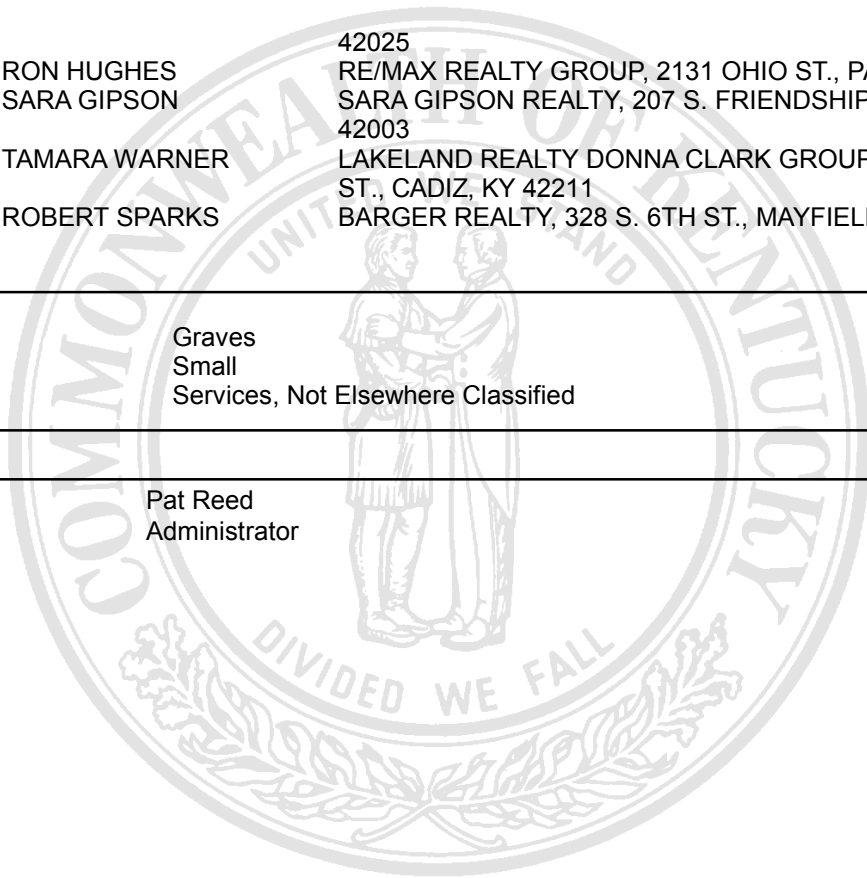 42025
RON HUGHES RE/MAX REALTY GROUP, 2131 OHIO ST.,
SARA GIPSON SARA GIPSON REALTY, 207 S. FRIENDSHIP
42003
TAMARA WARNER LAKELAND REALTY DONNA CLARK GROUP
ST., CADIZ, KY 42211
ROBERT SPARKS BARGER REALTY, 328 S. 6TH ST.,
Graves
Small
Services, Not Elsewhere Classified
Pat Reed
Administrator
COMMONWEALTH OF KENTUCKY
UNITED WE STAND
DIVIDED WE FALL